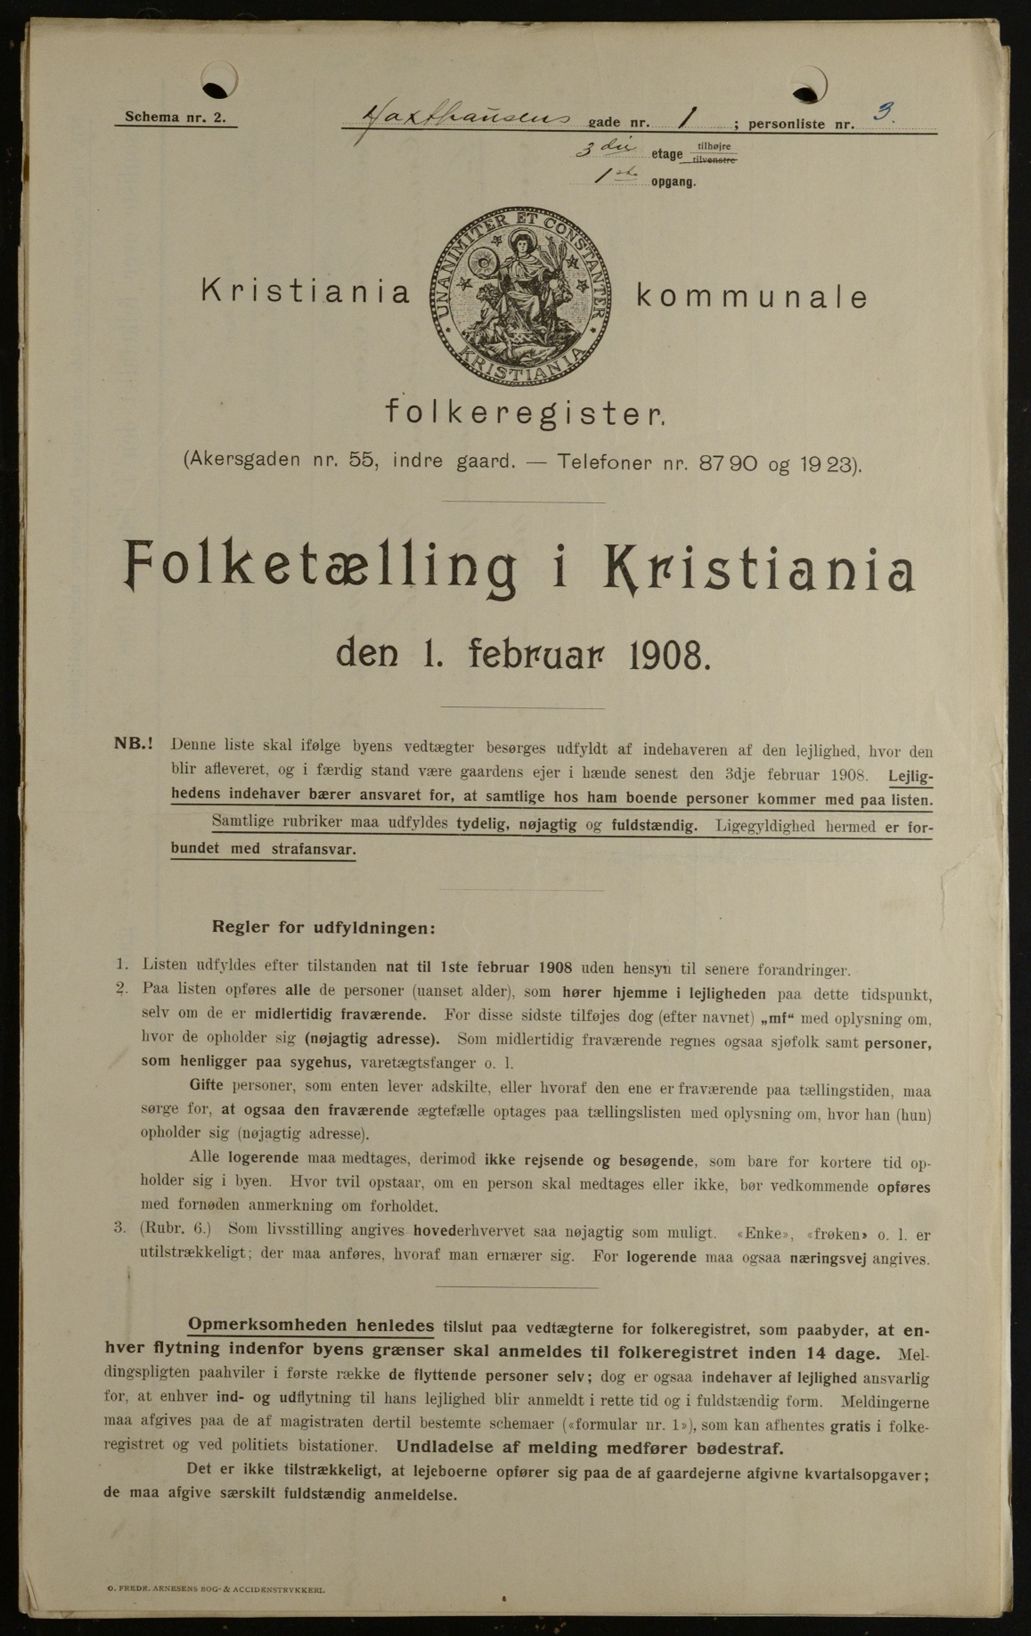 Schema nr. 2.
Haxthausens gade nr. 1 ; personliste nr. 3.
3die etage tilhøjre tilvenstre
1ste opgang.
UNANIMITER ET CONSTANTER
KRISTIANIA
Kristiania kommunale
folkeregister.
(Akersgaden nr. 55, indre gaard. — Telefoner nr. 8790 og 1923).
Folketælling i Kristiania
den 1. februar 1908.
NB.! Denne liste skal ifølge byens vedtægter besørges udfyldt af indehaveren af den lejlighed, hvor den
blir afleveret, og i færdig stand være gaardens ejer i hænde senest den 3dje februar 1908. Lejlig-
hedens indehaver bærer ansvaret for, at samtlige hos ham boende personer kommer med paa listen.
Samtlige rubriker maa udfyldes tydelig, nøjagtig og fuldstændig. Ligegyldighed hermed er for-
bundet med strafansvar.
Regler for udfyldningen:
1. Listen udfyldes efter tilstanden nat til 1ste februar 1908 uden hensyn til senere forandringer.
2. Paa listen opføres alle de personer (uanset alder), som hører hjemme i lejligheden paa dette tidspunkt,
selv om de er midlertidig fraværende. For disse sidste tilføjes dog (efter navnet) „mf“ med oplysning om,
hvor de opholder sig (nøjagtig adresse). Som midlertidig fraværende regnes ogsaa sjøfolk samt personer,
som henligger paa sygehus, varetægtsfanger o. l.
Gifte personer, som enten lever adskilte, eller hvoraf den ene er fraværende paa tællingstiden, maa
sørge for, at ogsaa den fraværende ægtefælle optages paa tællingslisten med oplysning om, hvor han (hun)
opholder sig (nøjagtig adresse).
Alle logerende maa medtages, derimod ikke rejsende og besøgende, som bare for kortere tid op-
holder sig i byen. Hvor tvil opstaar, om en person skal medtages eller ikke, bør vedkommende opføres
med fornøden anmerkning om forholdet.
3. (Rubr. 6.) Som livsstilling angives hovederhvervet saa nøjagtig som muligt. «Enke», «frøken» o. l. er
utilstrækkeligt; der maa anføres, hvoraf man ernærer sig. For logerende maa ogsaa næringsvej angives.
Opmerksomheden henledes tilslut paa vedtægterne for folkeregistret, som paabyder, at en-
hver flytning indenfor byens grænser skal anmeldes til folkeregistret inden 14 dage. Mel-
dingspligten paahviler i første række de flyttende personer selv; dog er ogsaa indehaver af lejlighed ansvarlig
for, at enhver ind- og udflytning til hans lejlighed blir anmeldt i rette tid og i fuldstændig form. Meldingerne
maa afgives paa de af magistraten dertil bestemte schemaer («formular nr. 1»), som kan afhentes gratis i folke-
registret og ved politiets bistationer. Undladelse af melding medfører bødestraf.
Det er ikke tilstrækkeligt, at lejeboerne opfører sig paa de af gaardejerne afgivne kvartalsopgaver;
de maa afgive særskilt fuldstændig anmeldelse.
O. FREDR. ARNESENS BOG- & ACCIDENSTRYKKERI.